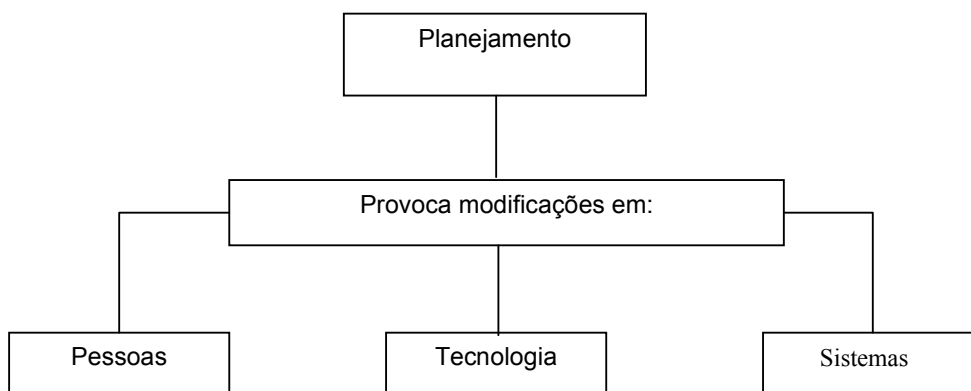 Planejamento
Provoca modificações em:
Pessoas
Tecnologia
Sistemas